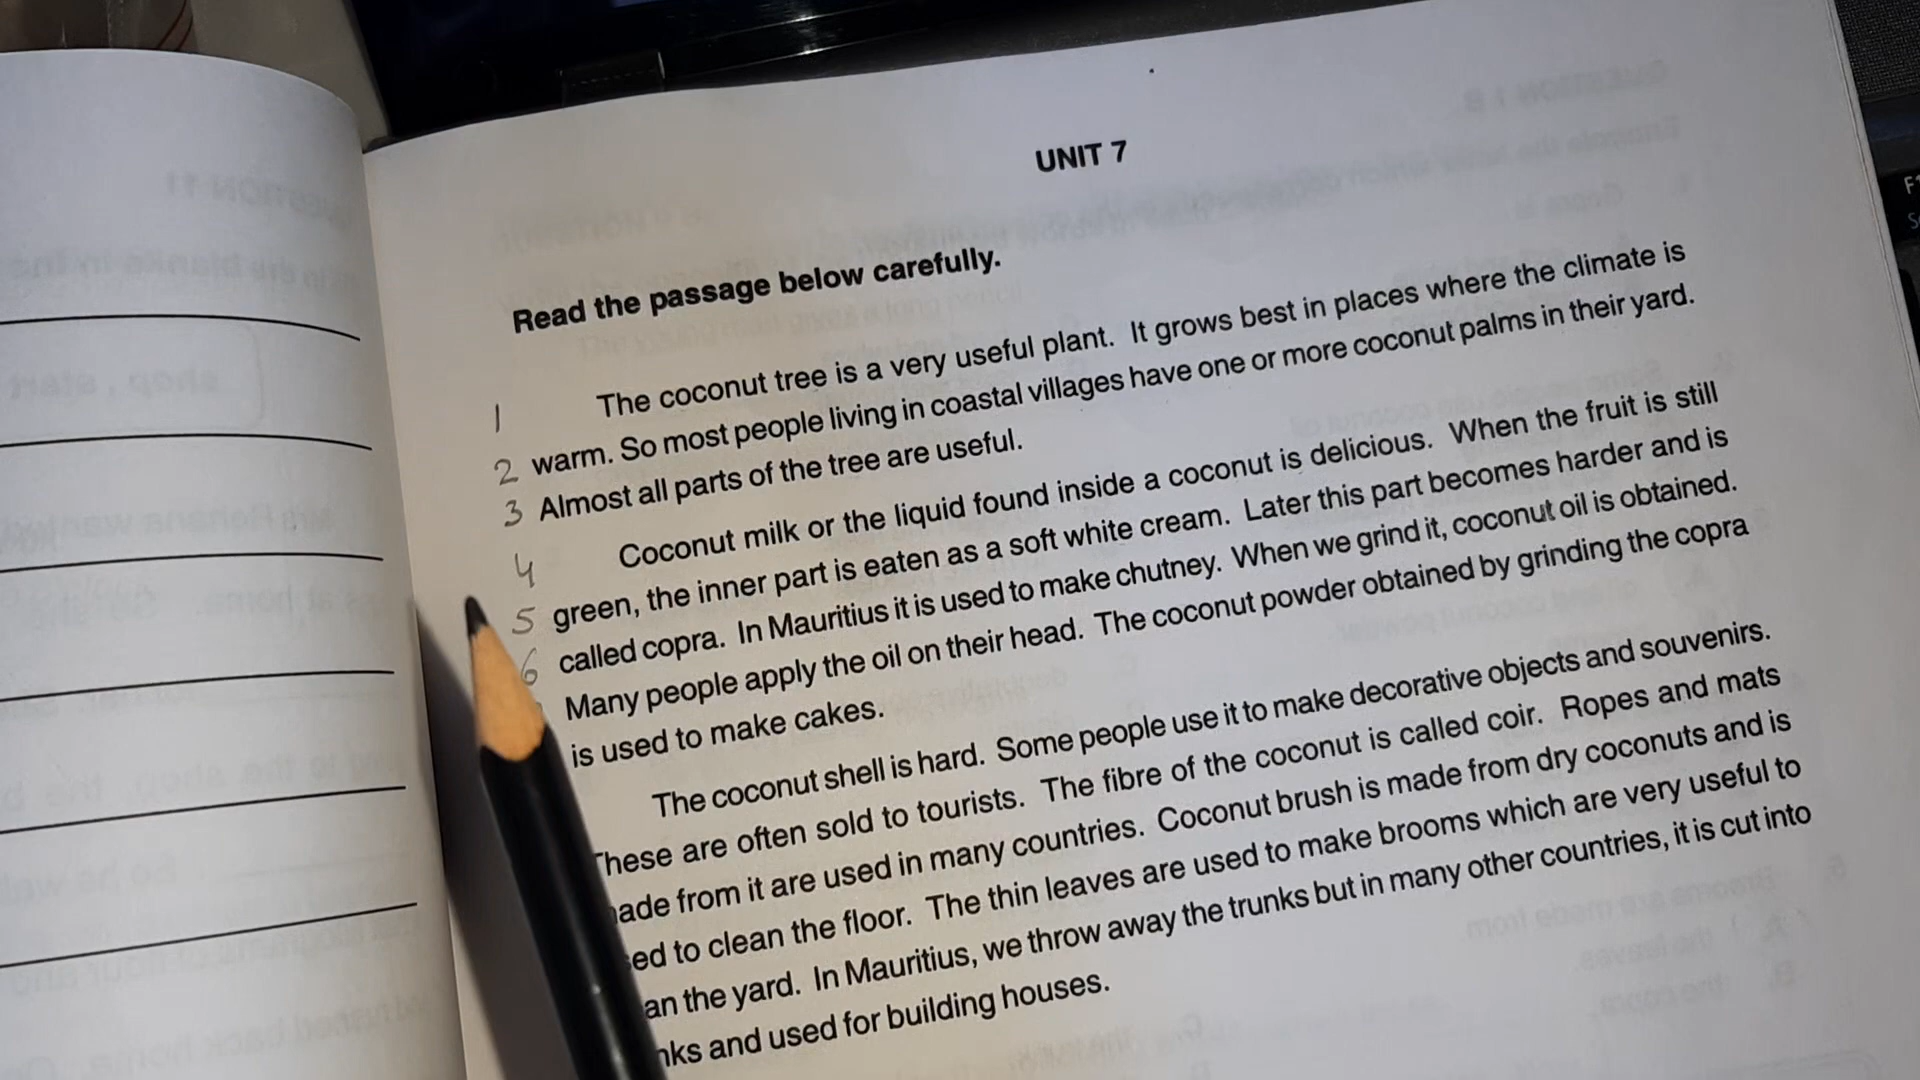 UNIT 7
Read the passage below carefully.
1 The coconut tree is a very useful plant. It grows best in places where the climate is
2 warm. So most people living in coastal villages have one or more coconut palms in their yard.
3 Almost all parts of the tree are useful.
4 Coconut milk or the liquid found inside a coconut is delicious. When the fruit is still
5 green, the inner part is eaten as a soft white cream. Later this part becomes harder and is
6 called copra. In Mauritius it is used to make chutney. When we grind it, coconut oil is obtained.
Many people apply the oil on their head. The coconut powder obtained by grinding the copra
is used to make cakes.
The coconut shell is hard. Some people use it to make decorative objects and souvenirs.
These are often sold to tourists. The fibre of the coconut is called coir. Ropes and mats
ade from it are used in many countries. Coconut brush is made from dry coconuts and is
ed to clean the floor. The thin leaves are used to make brooms which are very useful to
an the yard. In Mauritius, we throw away the trunks but in many other countries, it is cut into
nks and used for building houses.